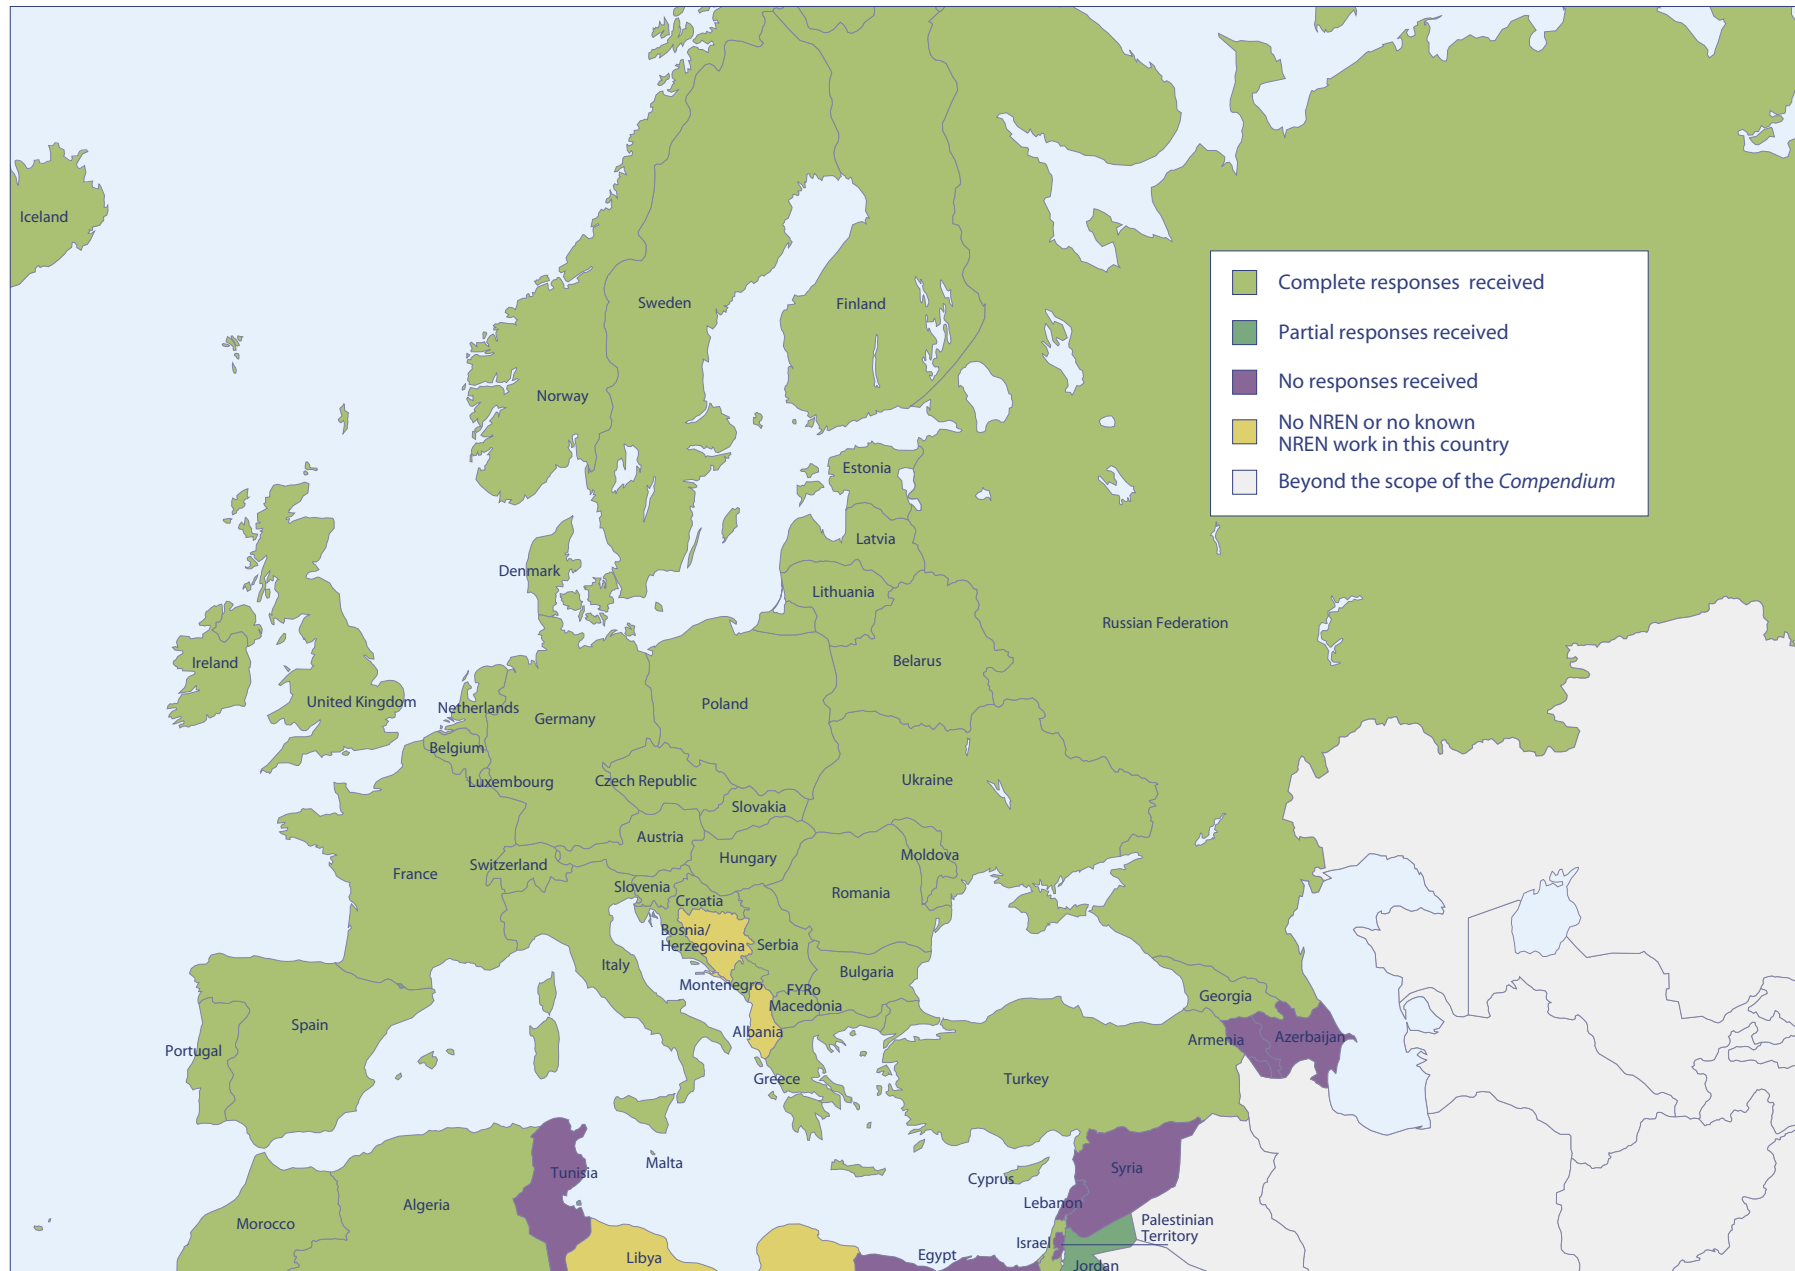 Iceland
Sweden
Finland
Norway
Complete responses received
Partial responses received
No responses received
No NREN or no known
NREN work in this country
Beyond the scope of the Compendium
Estonia
Latvia
Denmark
Lithuania
Russian Federation
Ireland
Belarus
United Kingdom
Netherlands
Germany
Poland
Belgium
Luxembourg
Czech Republic
Ukraine
Slovakia
Austria
Hungary
Moldova
Switzerland
France
Slovenia
Romania
Croatia
Bosnia/
Herzegovina
Serbia
Italy
Bulgaria
Montenegro
FYRo
Macedonia
Georgia
Spain
Albania
Armenia
Azerbaijan
Portugal
Greece
Turkey
Malta
Tunisia
Cyprus
Syria
Algeria
Lebanon
Morocco
Palestinian
Territory
Israel
Libya
Egypt
Jordan